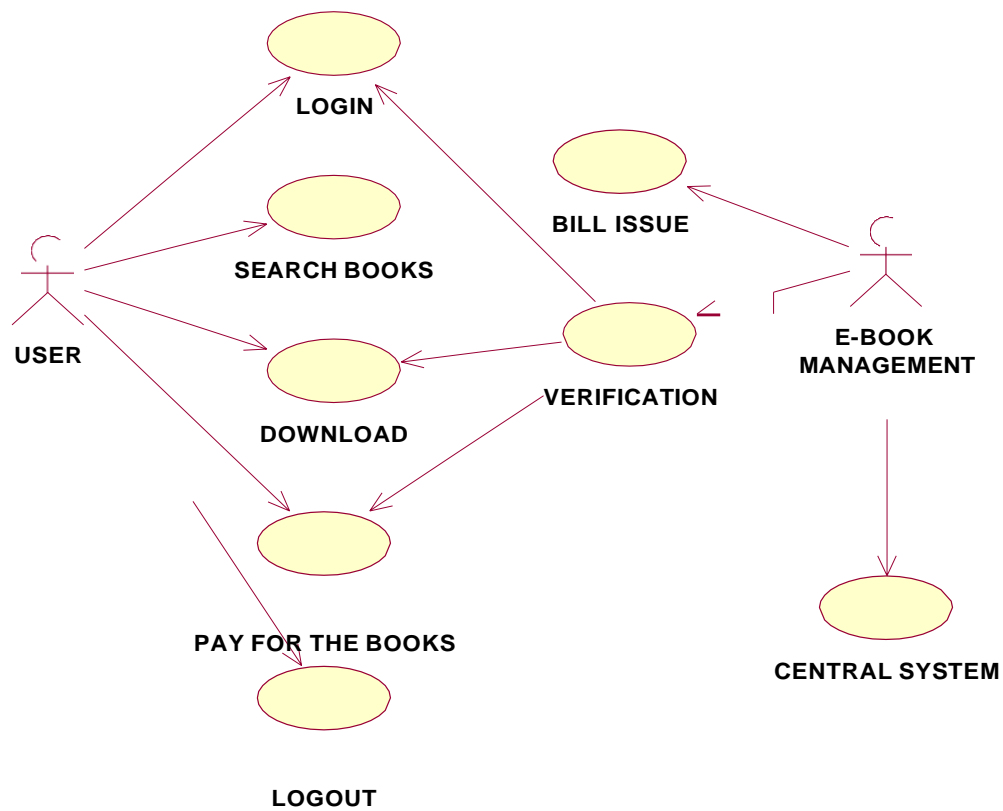 LOGIN
BILL ISSUE
SEARCH BOOKS
USER
E-BOOK
MANAGEMENT
VERIFICATION
DOWNLOAD
PAY FOR THE BOOKS
CENTRAL SYSTEM
LOGOUT